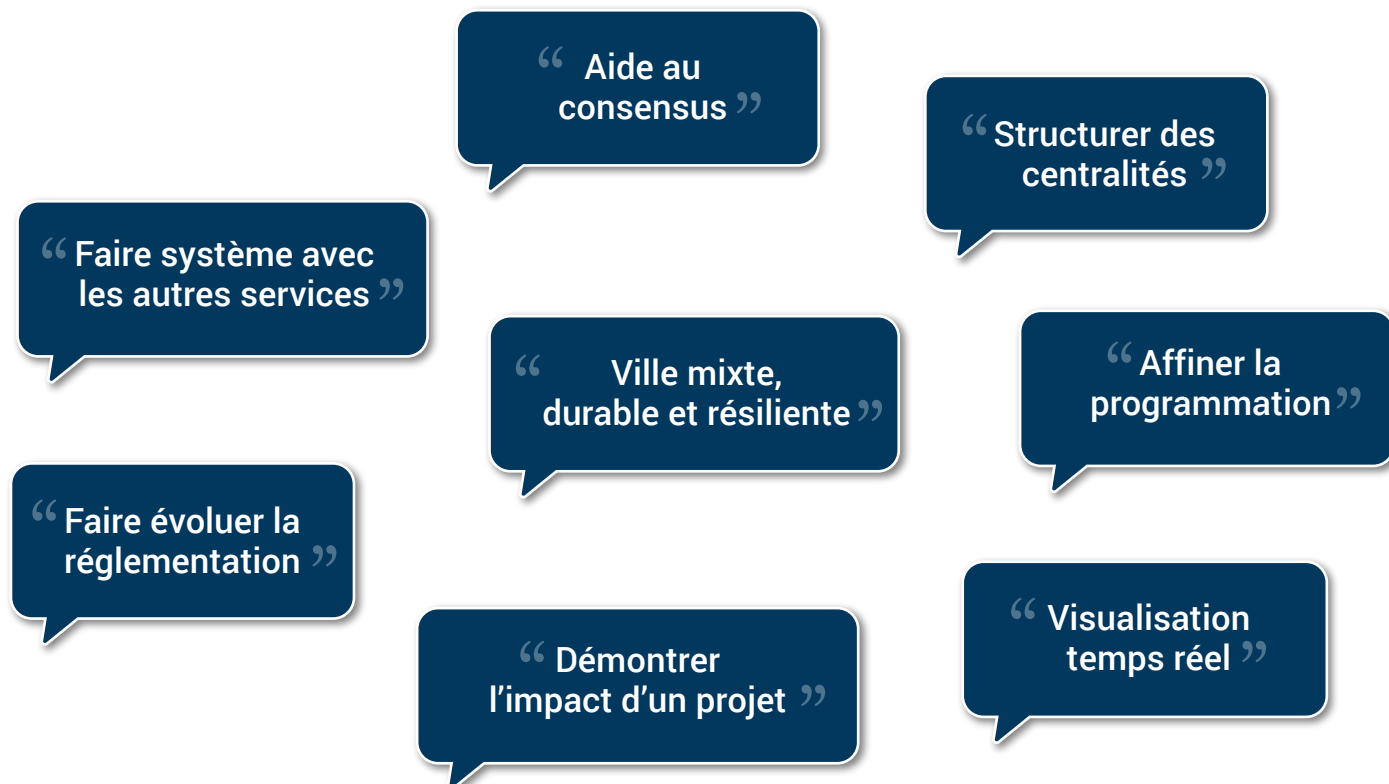 “ Aide au
consensus ”
“ Structurer des
centralités ”
“ Faire système avec
les autres services ”
“ Ville mixte,
durable et résiliente ”
“ Affiner la
programmation ”
“ Faire évoluer la
réglementation ”
“ Démontrer
l’impact d’un projet ”
“ Visualisation
temps réel ”